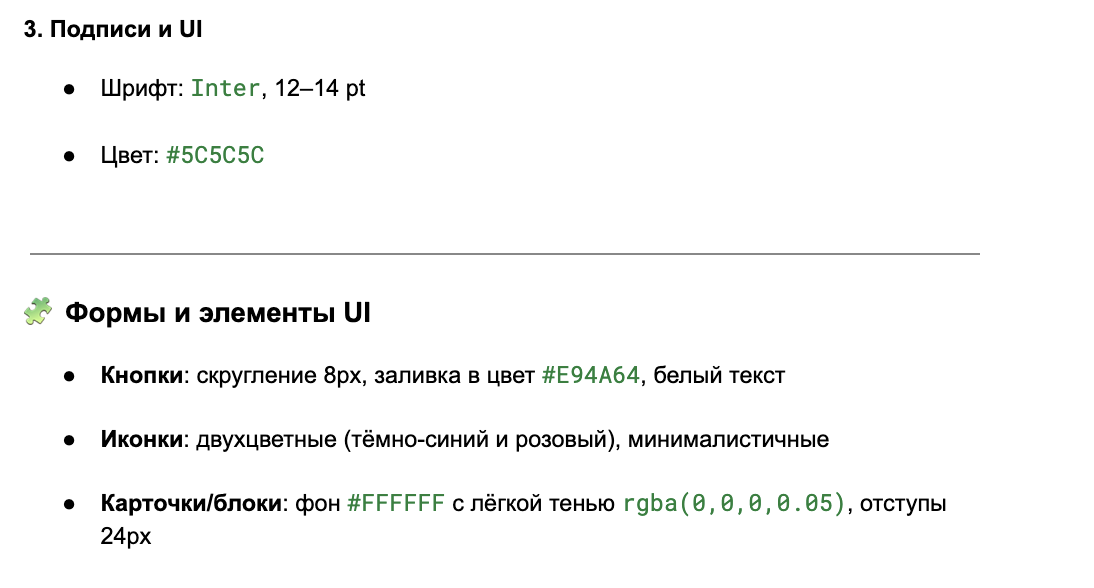 3. Подписи и UI
● Шрифт: Inter, 12–14 pt
● Цвет: #5C5C5C
🧩 Формы и элементы UI
● Кнопки: скругление 8px, заливка в цвет #E94A64, белый текст
● Иконки: двухцветные (тёмно-синий и розовый), минималистичные
● Карточки/блоки: фон #FFFFFF с лёгкой тенью rgba(0,0,0,0.05), отступы
24px